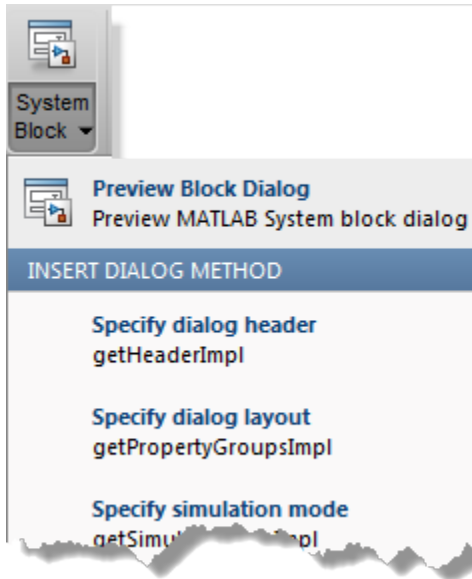 System
Block
Preview Block Dialog
Preview MATLAB System block dialog
INSERT DIALOG METHOD
Specify dialog header
getHeaderImpl
Specify dialog layout
getPropertyGroupsImpl
Specify simulation mode